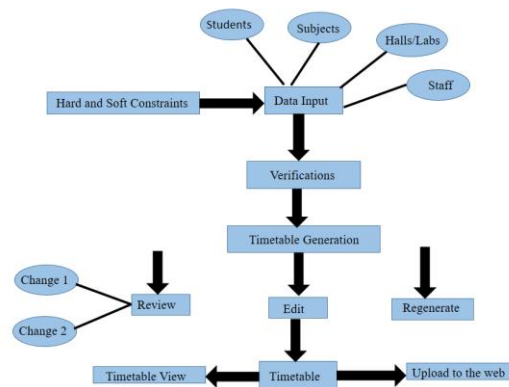 Students
Subjects
Halls/Labs
Staff
Hard and Soft Constraints
Data Input
Verifications
Timetable Generation
Change 1
Change 2
Review
Edit
Regenerate
Timetable View
Timetable
Upload to the web